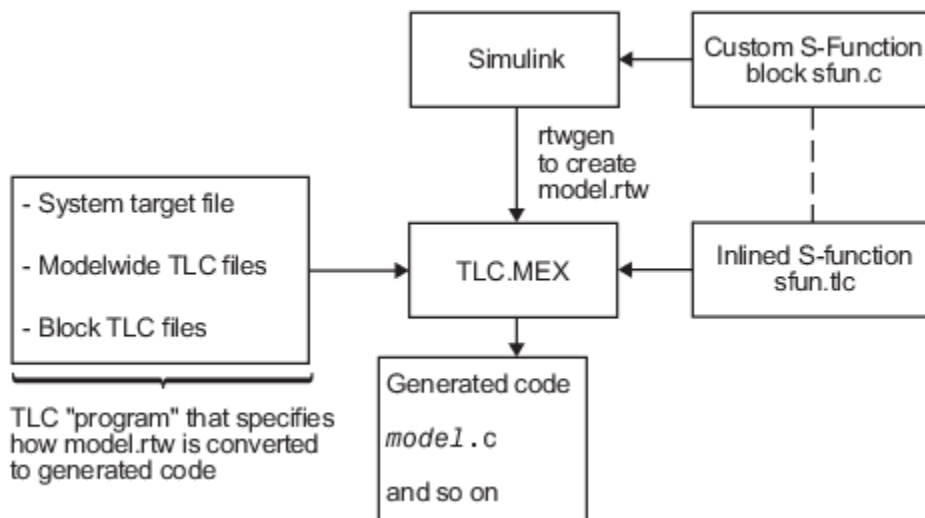 Simulink
Custom S-Function
block sfun.c
rtwgen
to create
model.rtw
- System target file
- Modelwide TLC files
- Block TLC files
TLC.MEX
Inlined S-function
sfun.tlc
TLC "program" that specifies
how model.rtw is converted
to generated code
Generated code
model.c
and so on